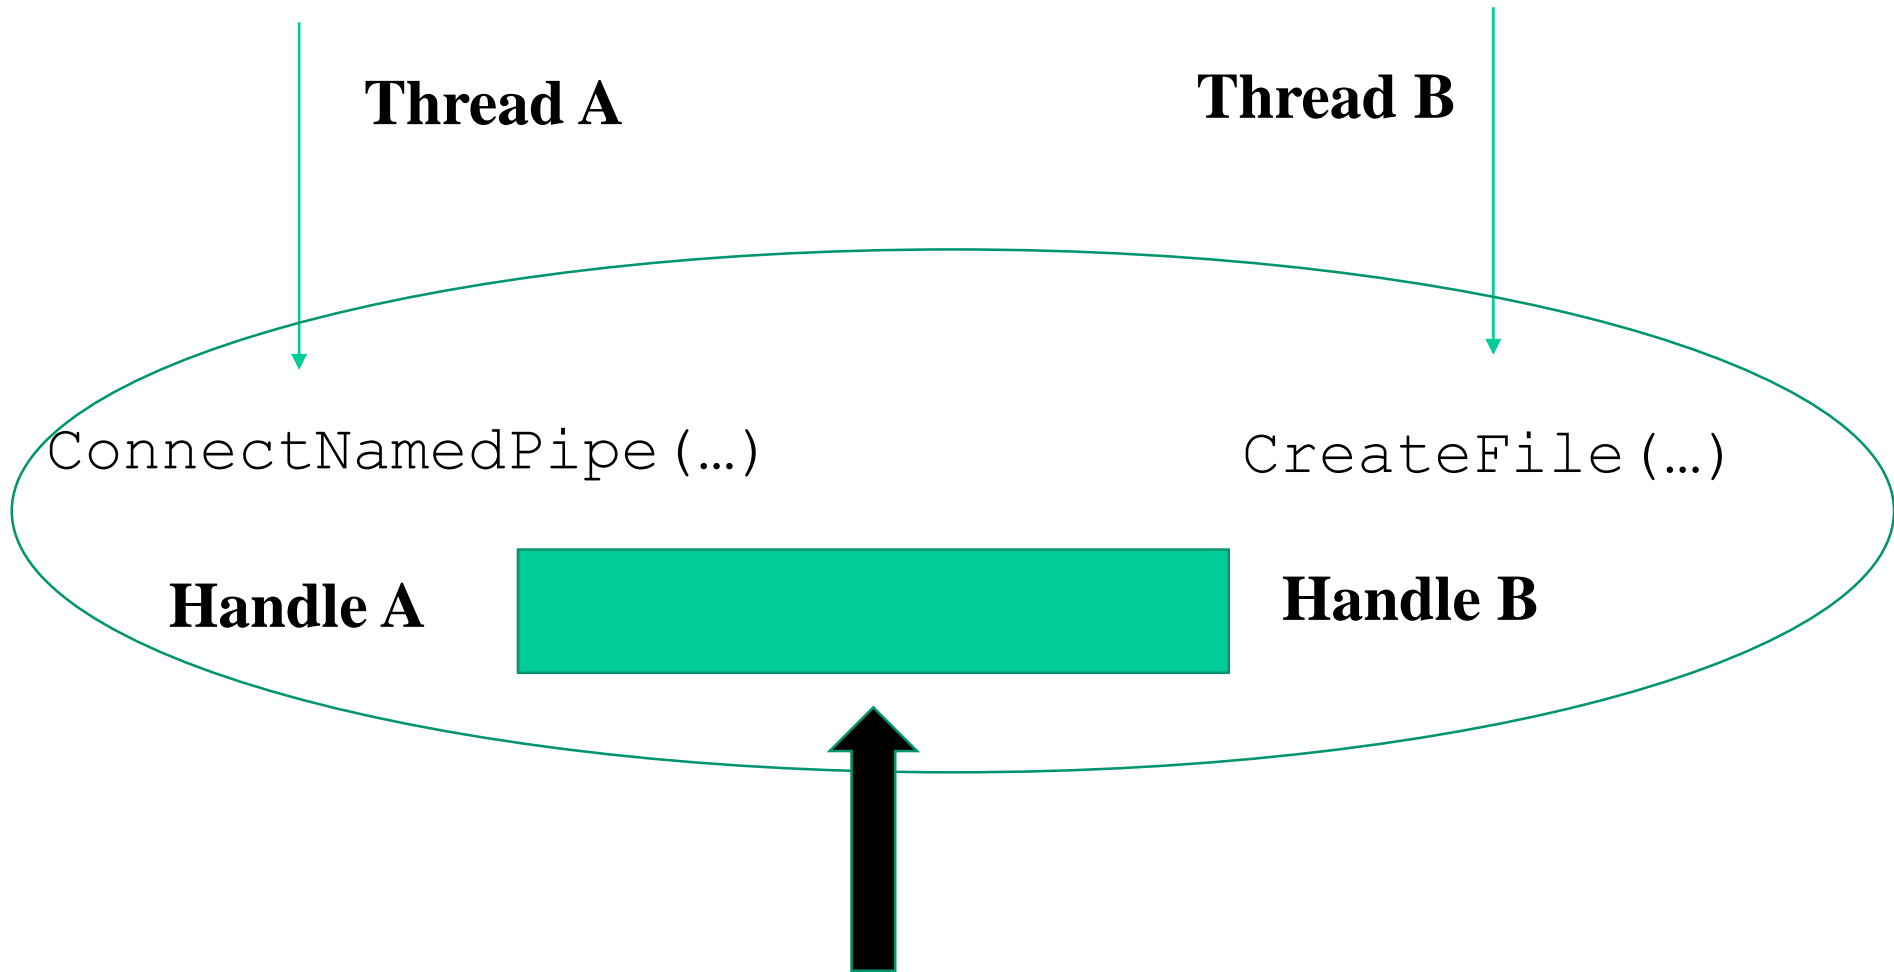 Thread A
Thread B
ConnectNamedPipe(…)
CreateFile(…)
Handle A
Handle B